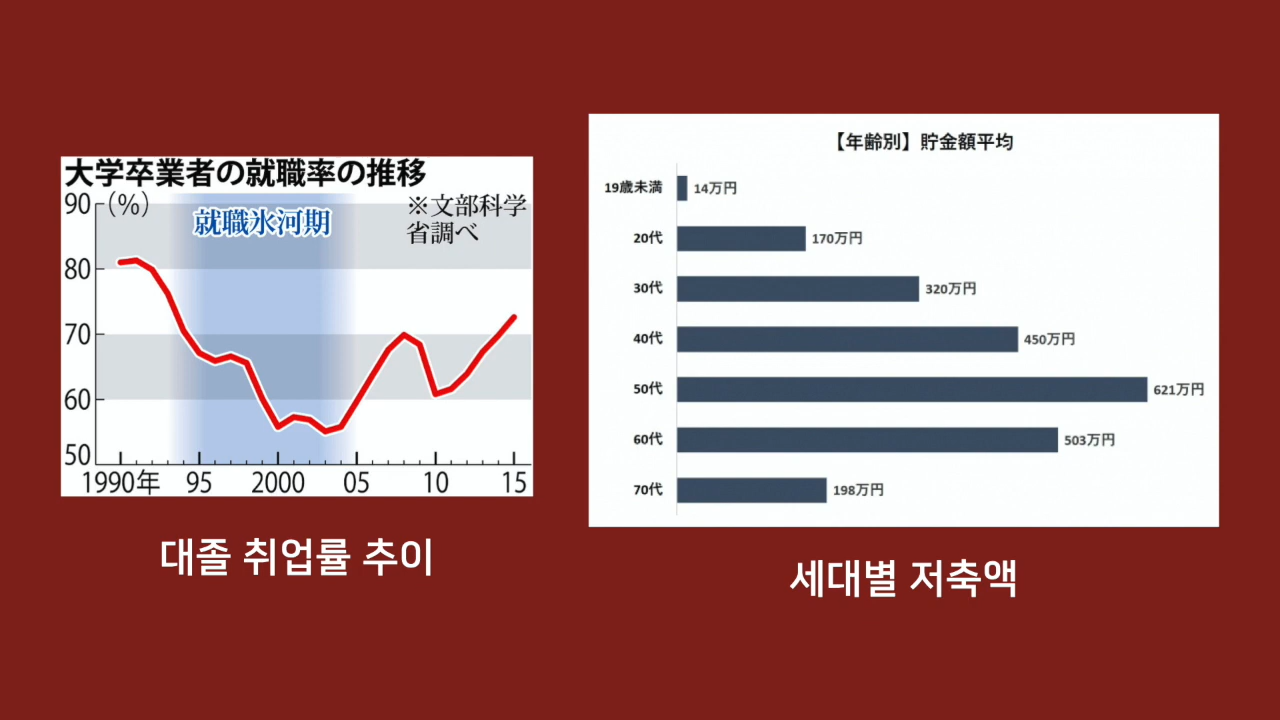 大学卒業者の就職率の推移
90 (%)
就職氷河期
※文部科学
省調べ
80
70
60
50
1990年 95 2000 05 10 15
대졸 취업률 추이
【年齢別】貯金額平均
19歳未満 14万円
20代 170万円
30代 320万円
40代 450万円
50代 621万円
60代 503万円
70代 198万円
세대별 저축액